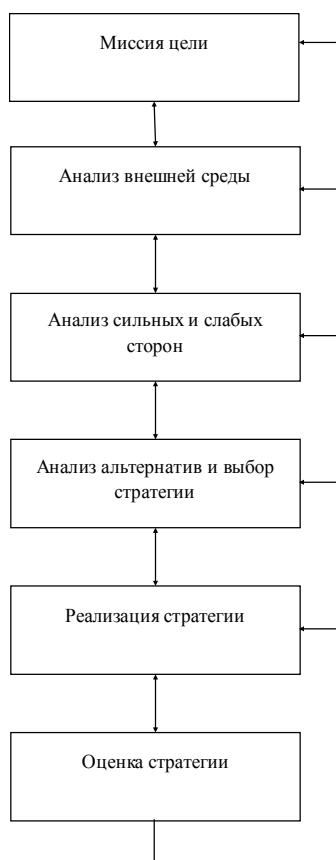 Миссия цели
Анализ внешней среды
Анализ сильных и слабых
сторон
Анализ альтернатив и выбор
стратегии
Реализация стратегии
Оценка стратегии